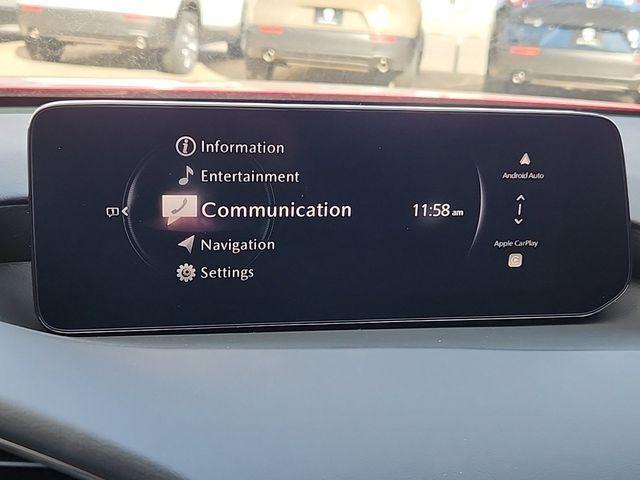 Information
Entertainment
Communication
Navigation
Settings
11:58 am
Android Auto
Apple CarPlay